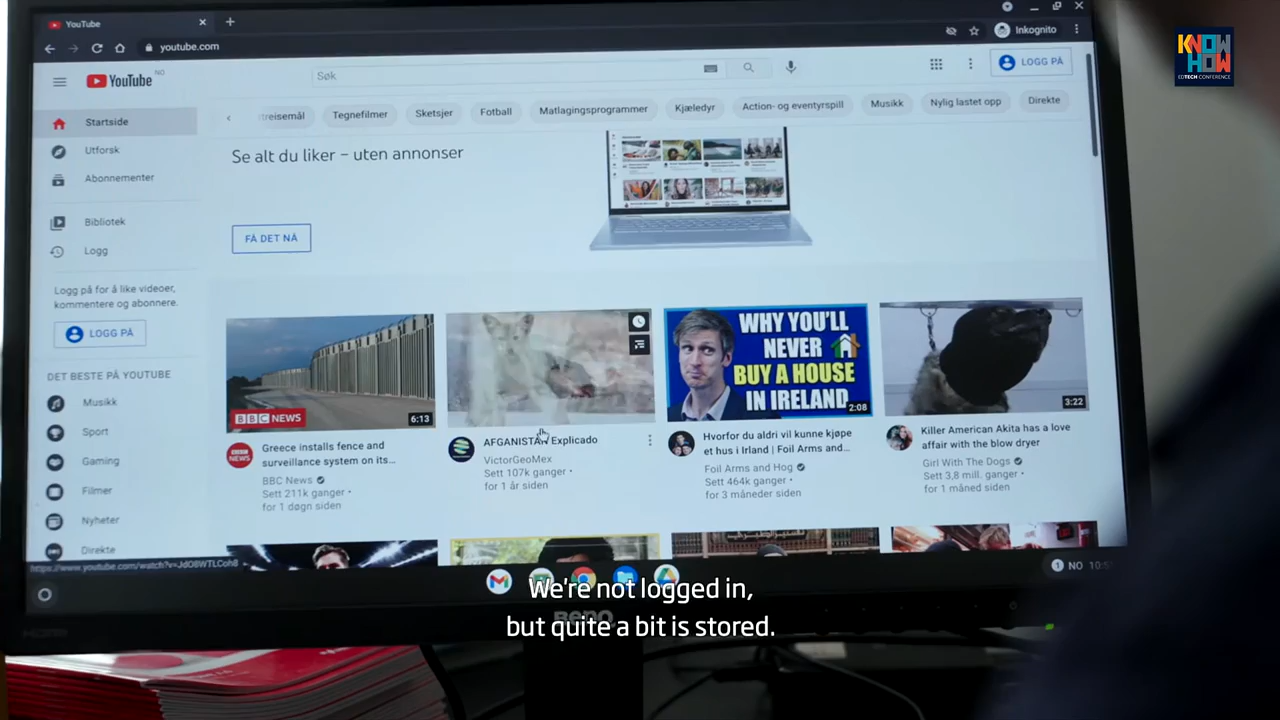 YouTube
youtube.com
Inkognito
KNOW
HOW
EDTECH CONFERENCE
YouTube NO
Søk
LOGG PÅ
Startside
Utforsk
Abonnementer
Bibliotek
Logg
Logg på for å like videoer,
kommentere og abonnere.
LOGG PÅ
DET BESTE PÅ YOUTUBE
Musikk
Sport
Gaming
Filmer
Nyheter
Direkte
Tegnefilmer
Sketsjer
Fotball
Matlagingsprogrammer
Kjæledyr
Action- og eventyrspill
Musikk
Nylig lastet opp
Direkte
Se alt du liker – uten annonser
FÅ DET NÅ
BBC NEWS
6:13
Greece installs fence and
surveillance system on its...
BBC News
Sett 211k ganger •
for 1 døgn siden
AFGANISTAN Explicado
VictorGeoMex
Sett 107k ganger •
for 1 år siden
WHY YOU'LL
NEVER
BUY A HOUSE
IN IRELAND
2:08
Hvorfor du aldri vil kunne kjøpe
et hus i Irland | Foil Arms and...
Foil Arms and Hog
Sett 464k ganger •
for 3 måneder siden
3:22
Killer American Akita has a love
affair with the blow dryer
Girl With The Dogs
Sett 3,8 mill. ganger •
for 1 måned siden
1 NO
BenQ
We're not logged in,
but quite a bit is stored.